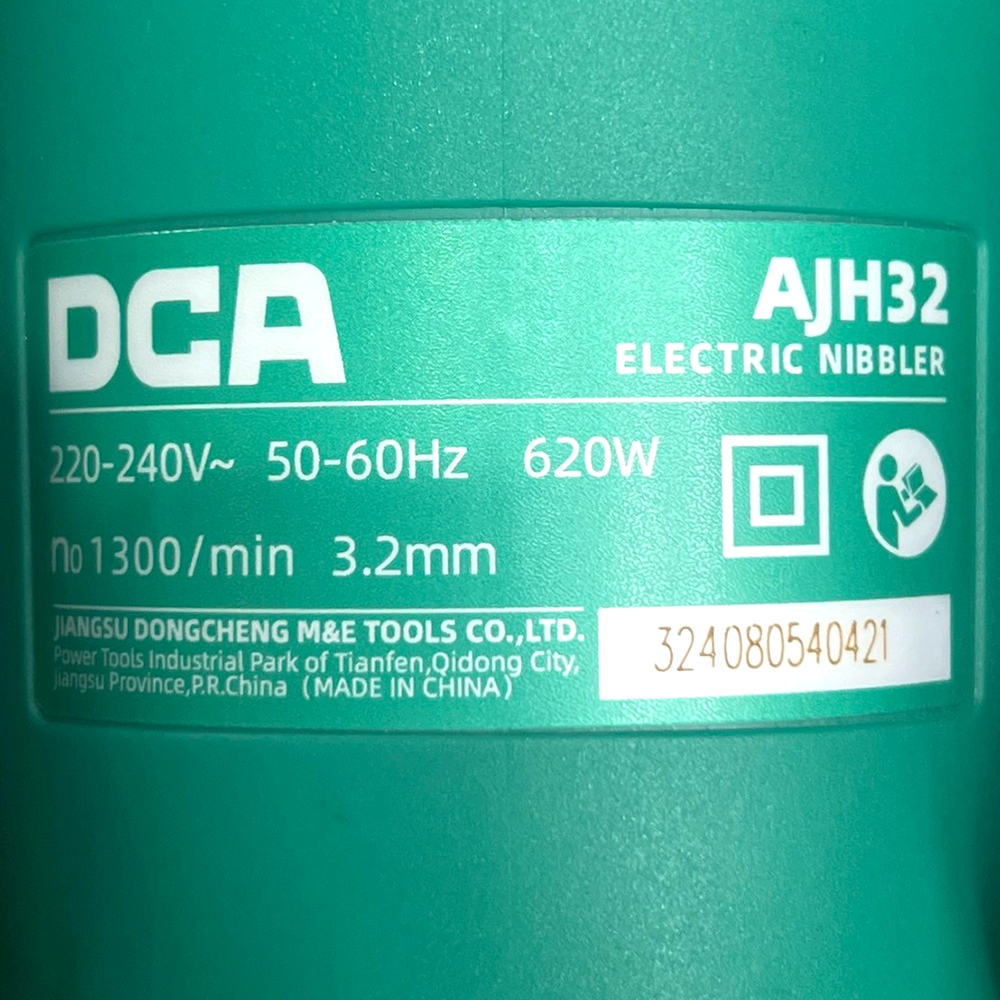 DCA
AJH32
ELECTRIC NIBBLER
220-240V~ 50-60Hz 620W
n₀ 1300/min 3.2mm
JIANGSU DONGCHENG M&E TOOLS CO.,LTD.
Power Tools Industrial Park of Tianfen,Qidong City,
Jiangsu Province,P.R.China (MADE IN CHINA)
324080540421